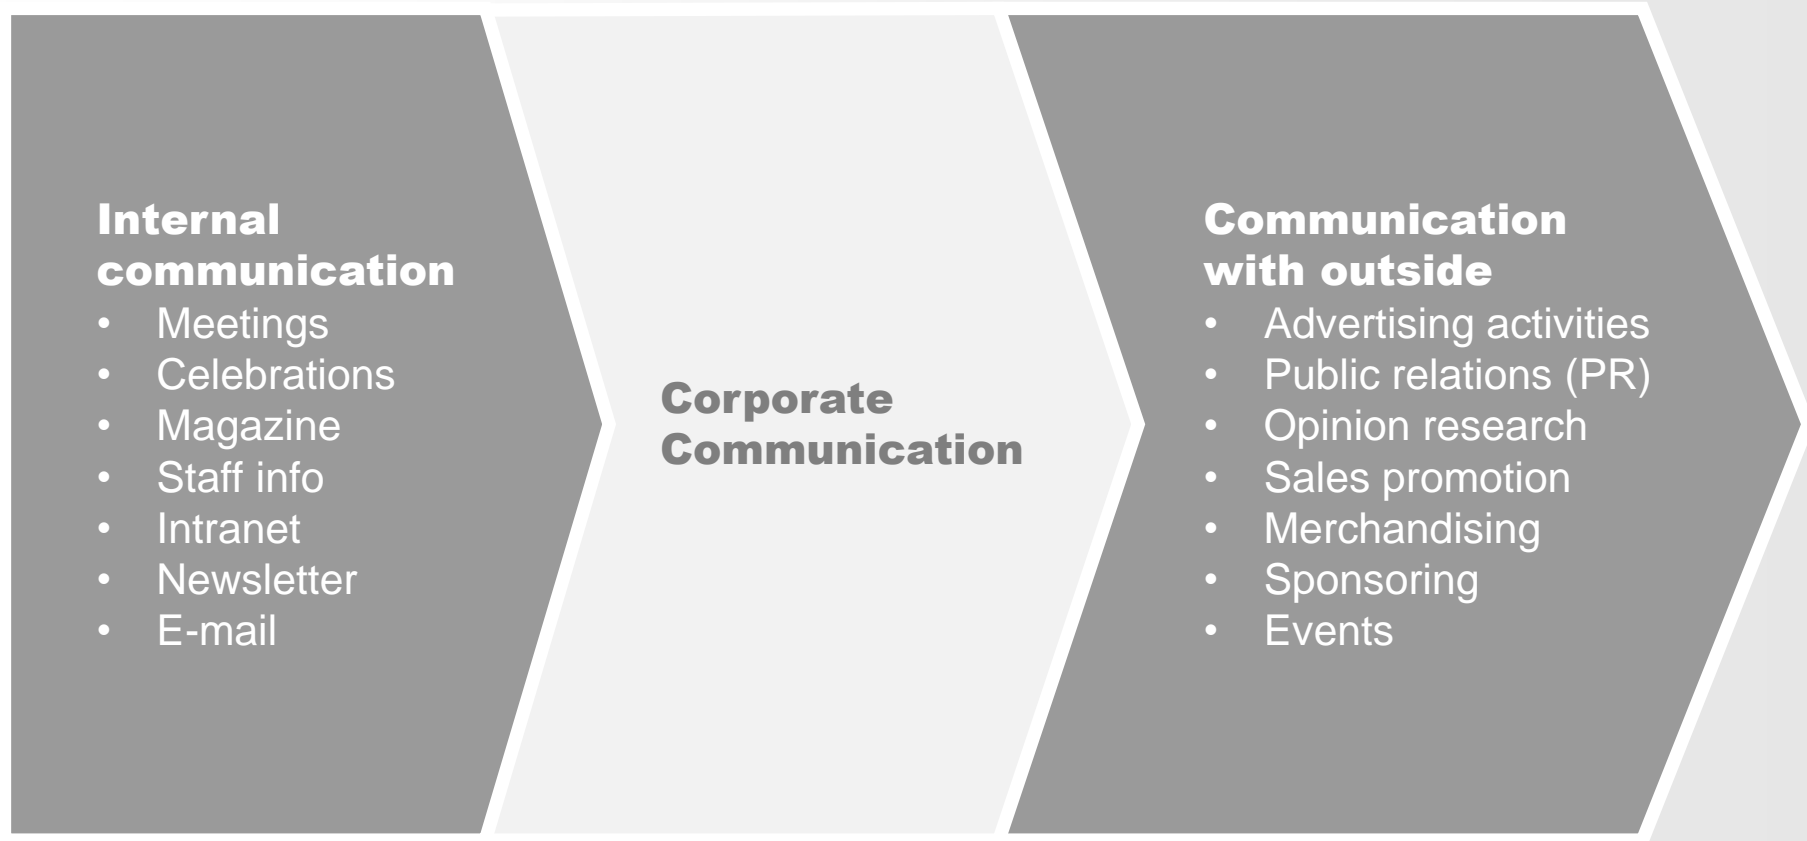 Internal
communication
• Meetings
• Celebrations
• Magazine
• Staff info
• Intranet
• Newsletter
• E-mail
Corporate
Communication
Communication
with outside
• Advertising activities
• Public relations (PR)
• Opinion research
• Sales promotion
• Merchandising
• Sponsoring
• Events